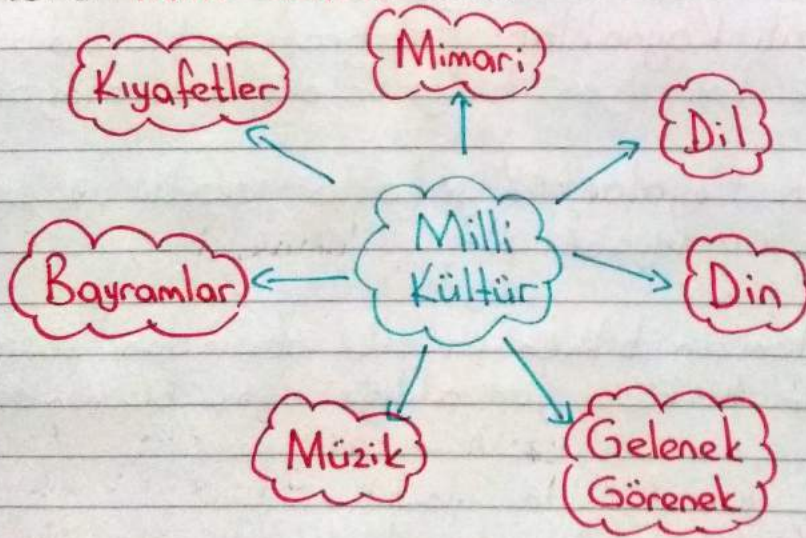 Mimari
Kıyafetler
Dil
Milli
Kültür
Bayramlar
Din
Müzik
Gelenek
Görenek